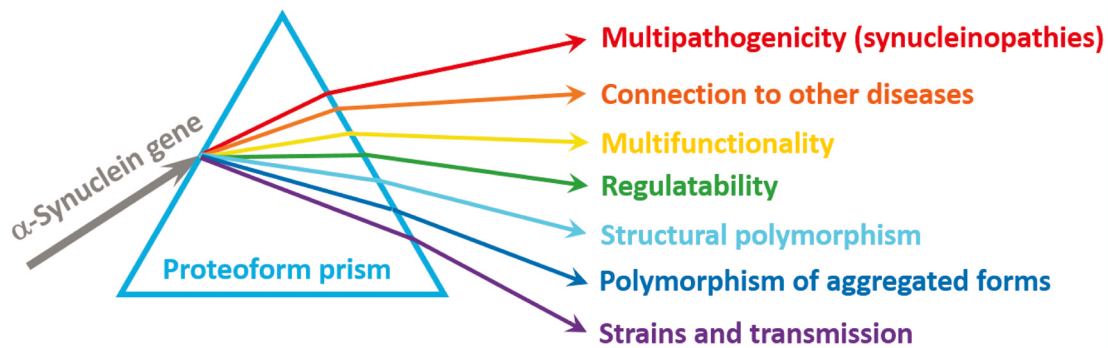 α-Synuclein gene
Proteoform prism
Multipathogenicity (synucleinopathies)
Connection to other diseases
Multifunctionality
Regulatability
Structural polymorphism
Polymorphism of aggregated forms
Strains and transmission